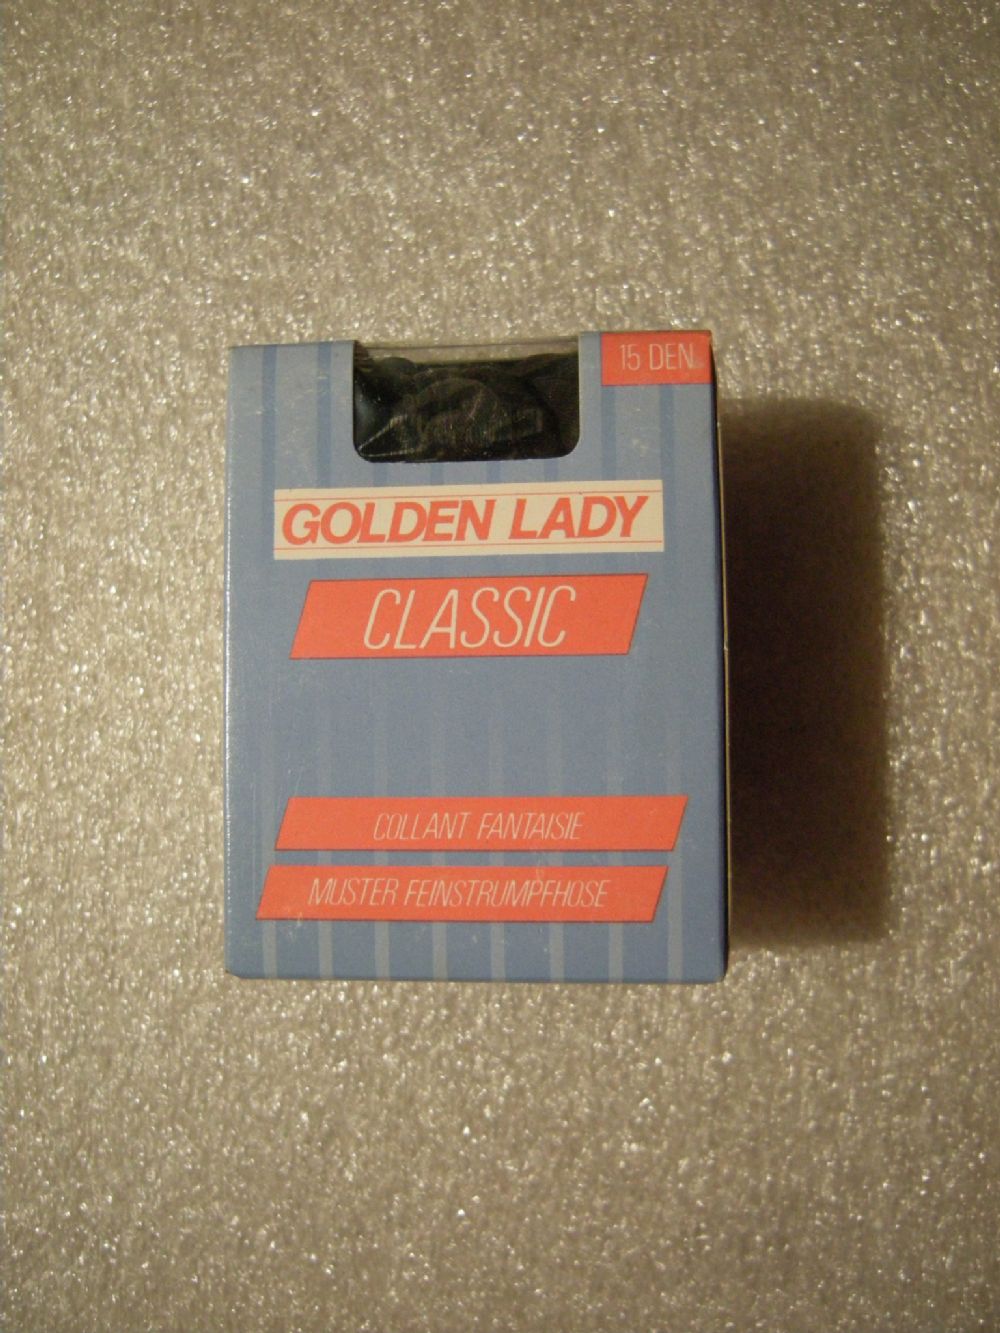 15 DEN
GOLDEN LADY
CLASSIC
COLLANT FANTAISIE
MUSTER FEINSTRUMPFHOSE